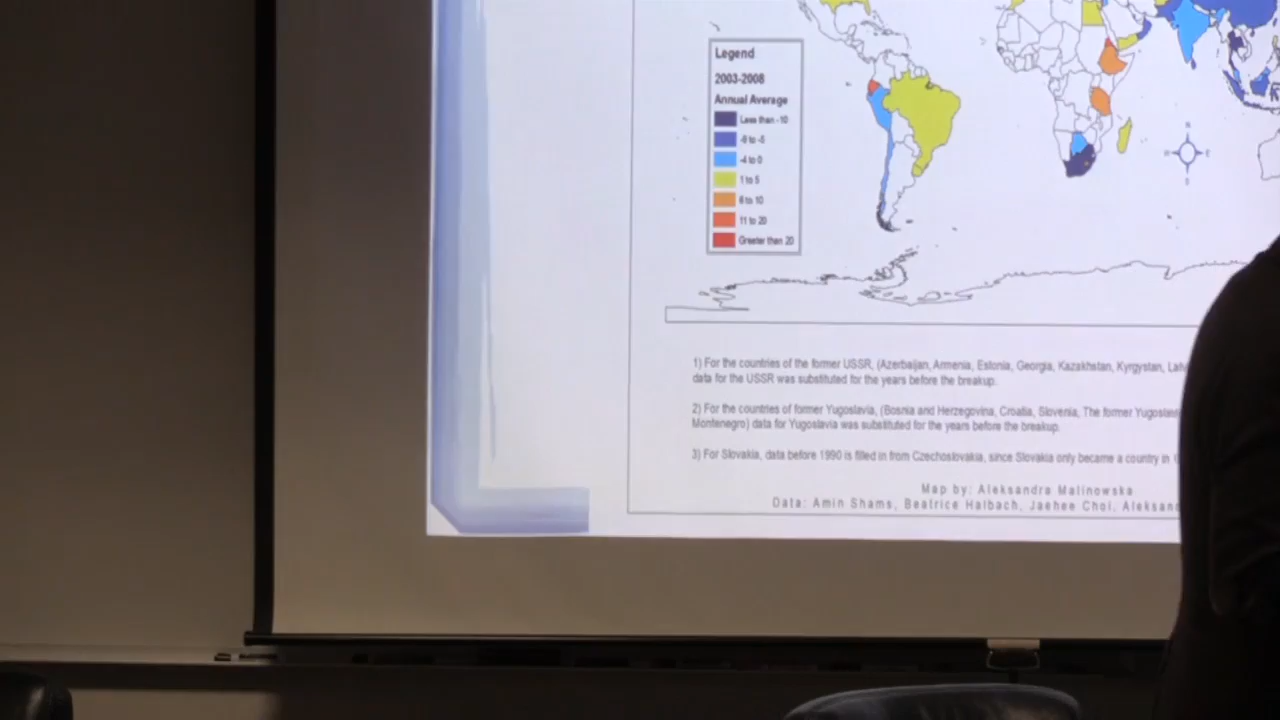 Legend
2003-2008
Annual Average
Less than -10
-9 to -5
-4 to 0
1 to 5
6 to 10
11 to 20
Greater than 20
N
E
S
1) For the countries of the former USSR, (Azerbaijan, Armenia, Estonia, Georgia, Kazakhstan, Kyrgystan,
data for the USSR was substituted for the years before the breakup.
2) For the countries of former Yugoslavia, (Bosnia and Herzegovina, Croatia, Slovenia, The former
Montenegro) data for Yugoslavia was substituted for the years before the breakup.
3) For Slovakia, data before 1990 is filled in from Czechoslovakia, since Slovakia only became a country in
Map by: Aleksandra Malinowska
Data: Amin Shams, Beatrice Halbach, Jaehee Choi,